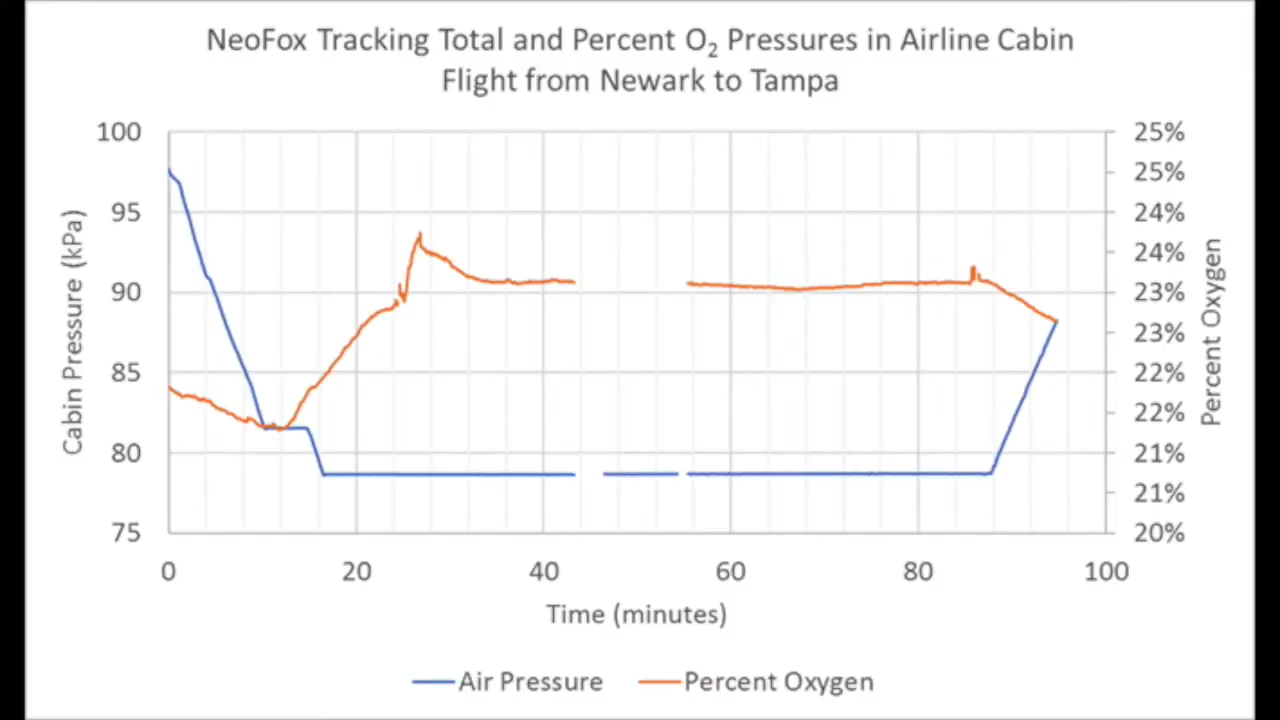 NeoFox Tracking Total and Percent O₂ Pressures in Airline Cabin
Flight from Newark to Tampa
100
95
90
85
80
75
Cabin Pressure (kPa)
25%
25%
24%
24%
23%
23%
22%
22%
21%
21%
20%
Percent Oxygen
0 20 40 60 80 100
Time (minutes)
Air Pressure Percent Oxygen